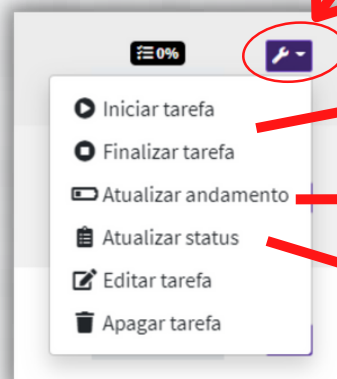 0%
Iniciar tarefa
Finalizar tarefa
Atualizar andamento
Atualizar status
Editar tarefa
Apagar tarefa